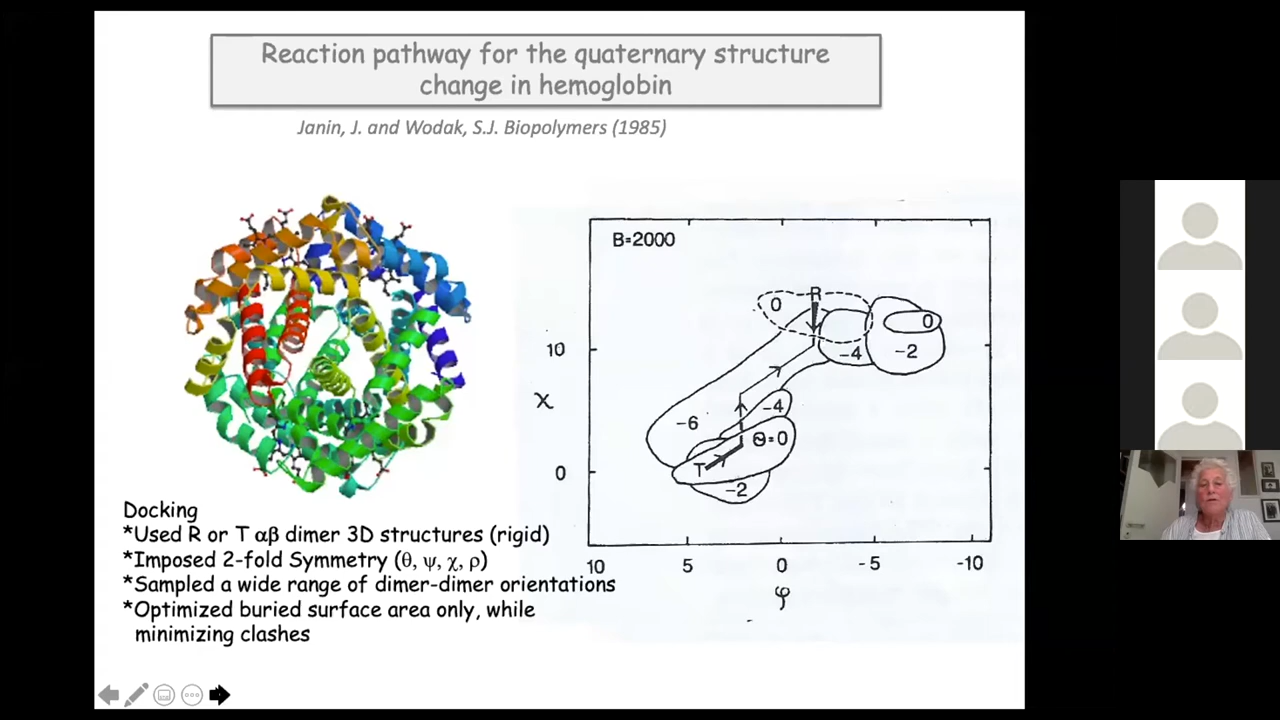 Reaction pathway for the quaternary structure
change in hemoglobin
Janin, J. and Wodak, S.J. Biopolymers (1985)
B=2000
R
0
0
10
-4
-2
χ
-6
-4
Θ=0
0
T
-2
10 5 0 -5 -10
φ
Docking
*Used R or T αβ dimer 3D structures (rigid)
*Imposed 2-fold Symmetry (θ, ψ, χ, ρ)
*Sampled a wide range of dimer-dimer orientations
*Optimized buried surface area only, while
minimizing clashes